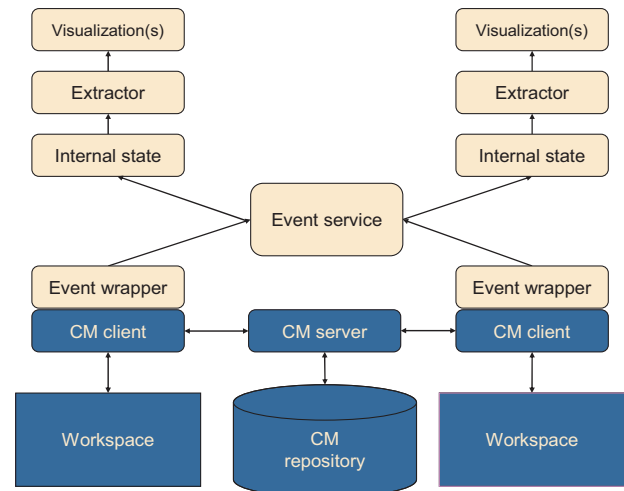 Visualization(s)
Visualization(s)
Extractor
Extractor
Internal state
Internal state
Event service
Event wrapper
Event wrapper
CM client
CM server
CM client
Workspace
CM
repository
Workspace